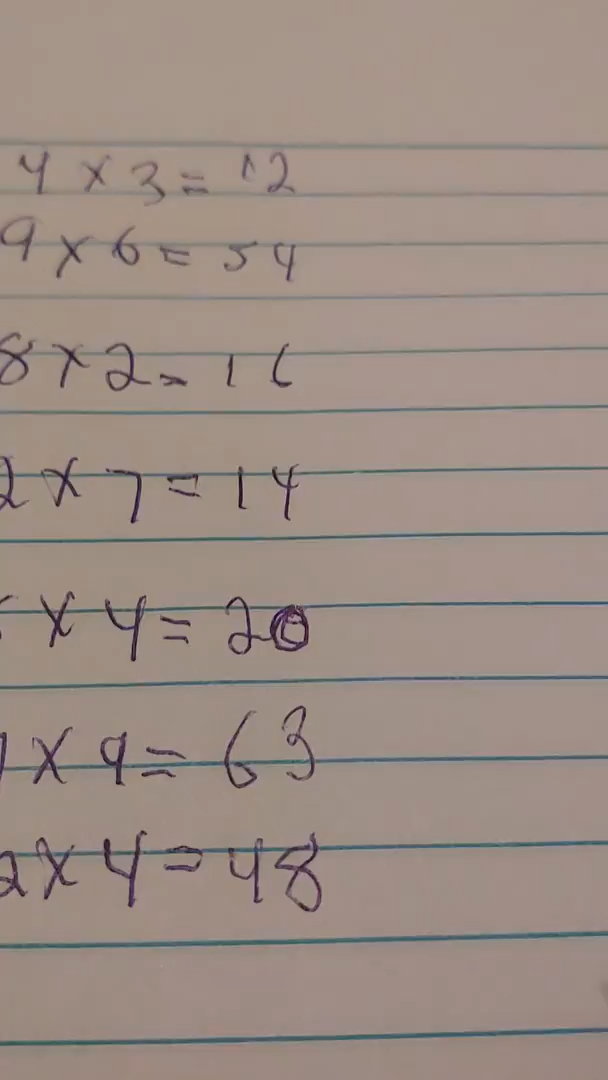 4 x 3 = 12
9 x 6 = 54
8 x 2 = 16
2 x 7 = 14
x 4 = 20
x 9 = 63
2 x 4 = 48